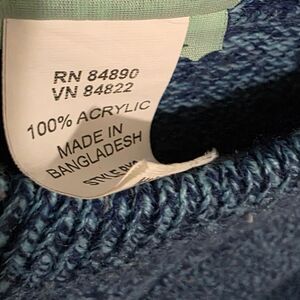 RN 84890
VN 84822
100% ACRYLIC
MADE IN
BANGLADESH